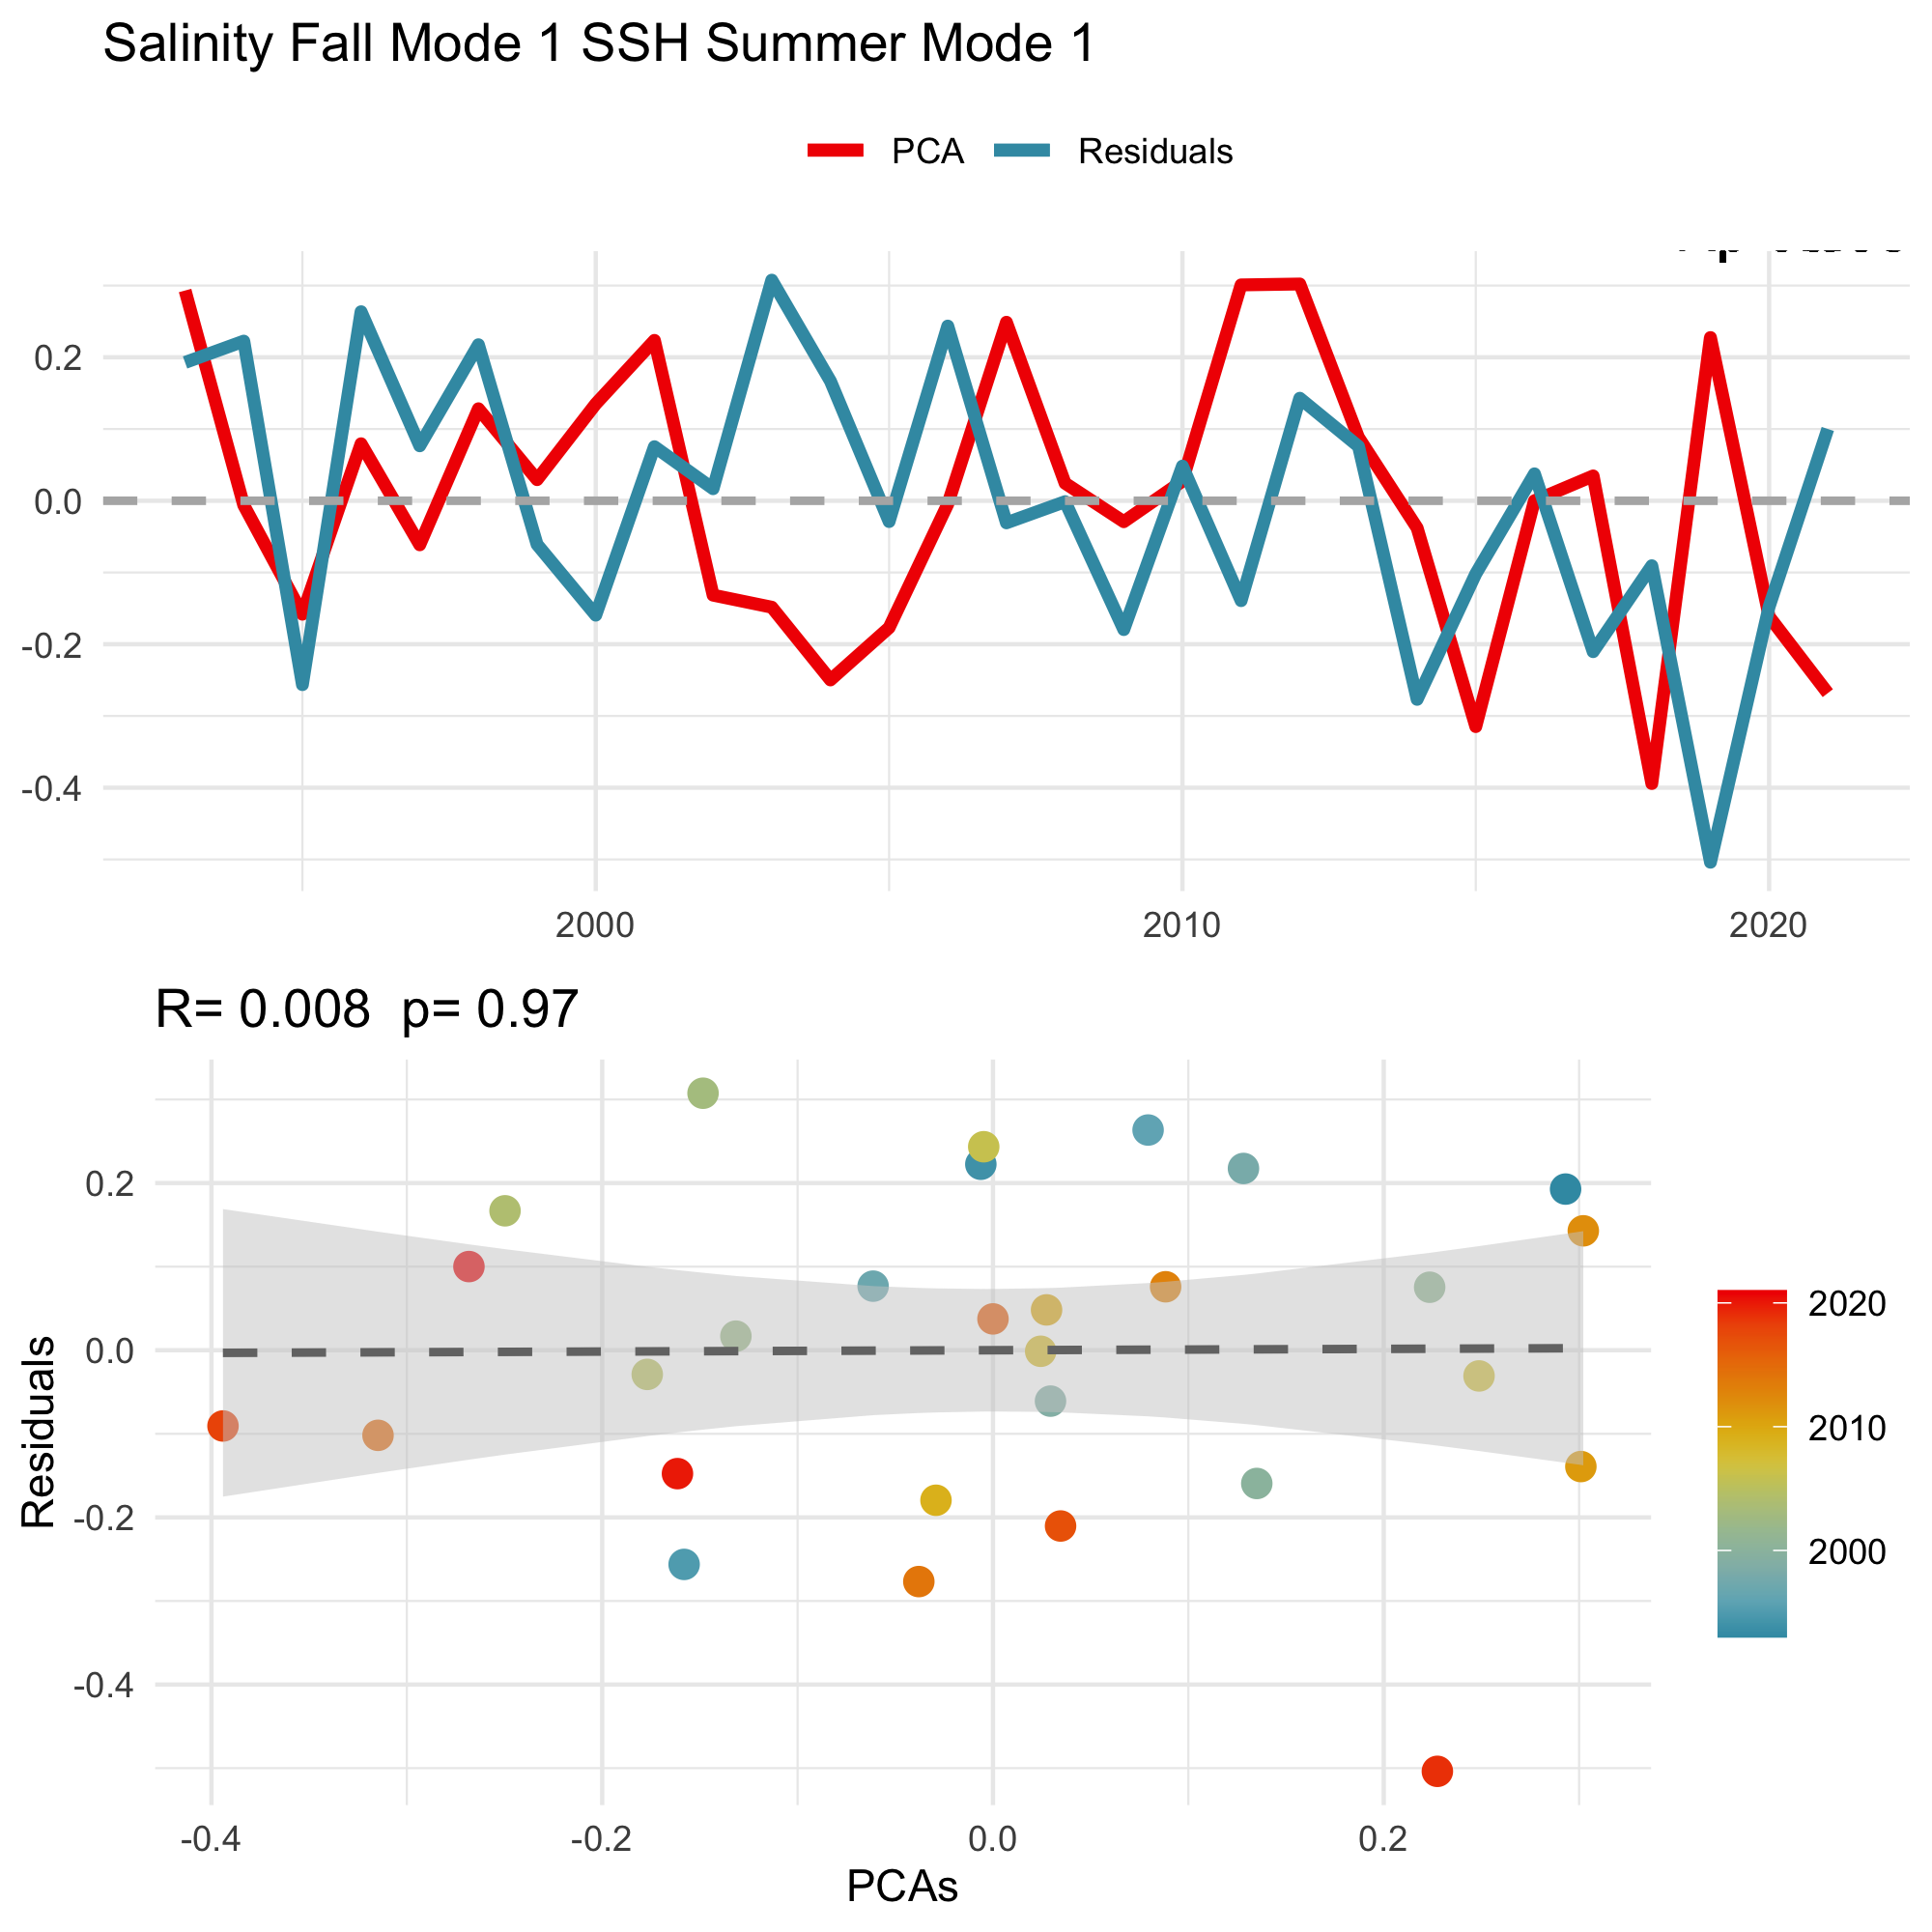 Salinity Fall Mode 1 SSH Summer Mode 1
PCA Residuals
0.2
0.0
-0.2
-0.4
2000 2010 2020
R= 0.008 p= 0.97
Residuals
0.2
0.0
-0.2
-0.4
-0.4 -0.2 0.0 0.2
PCAs
2020
2010
2000